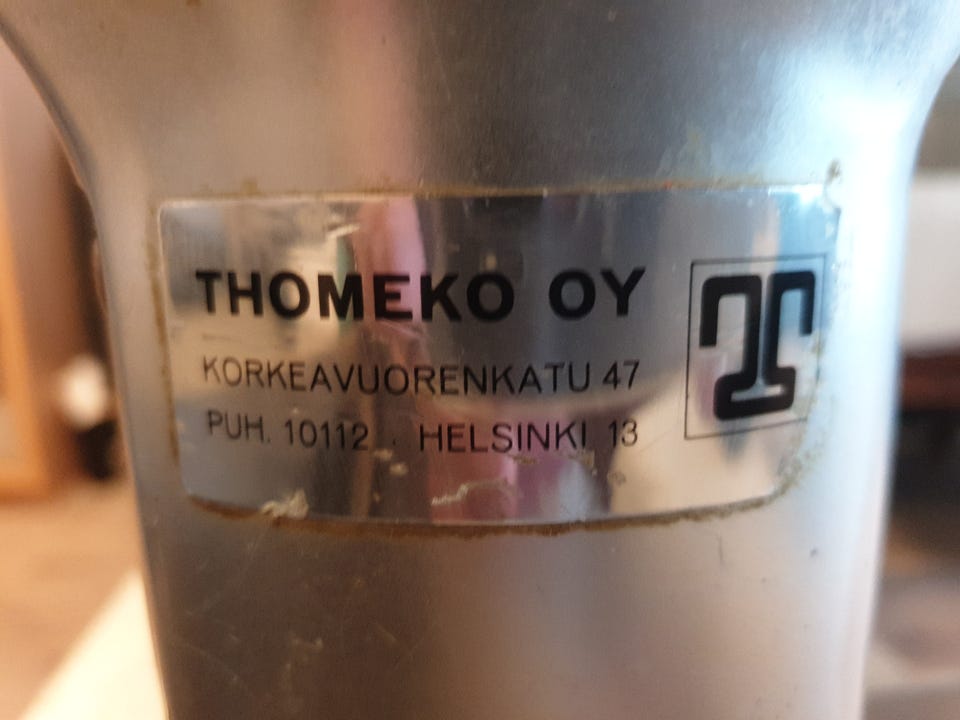 THOMEKO OY
KORKEAVUORENKATU 47
PUH. 10112 . HELSINKI 13
T